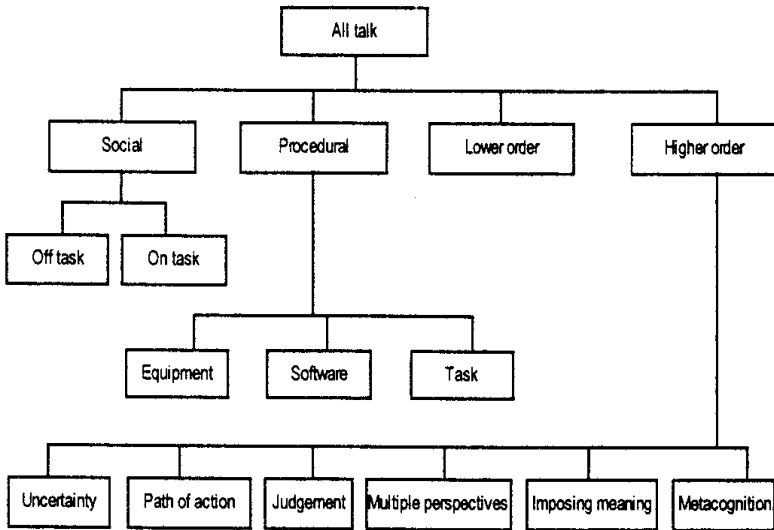 All talk
Social
Procedural
Lower order
Higher order
Off task
On task
Equipment
Software
Task
Uncertainty
Path of action
Judgement
Multiple perspectives
Imposing meaning
Metacognition